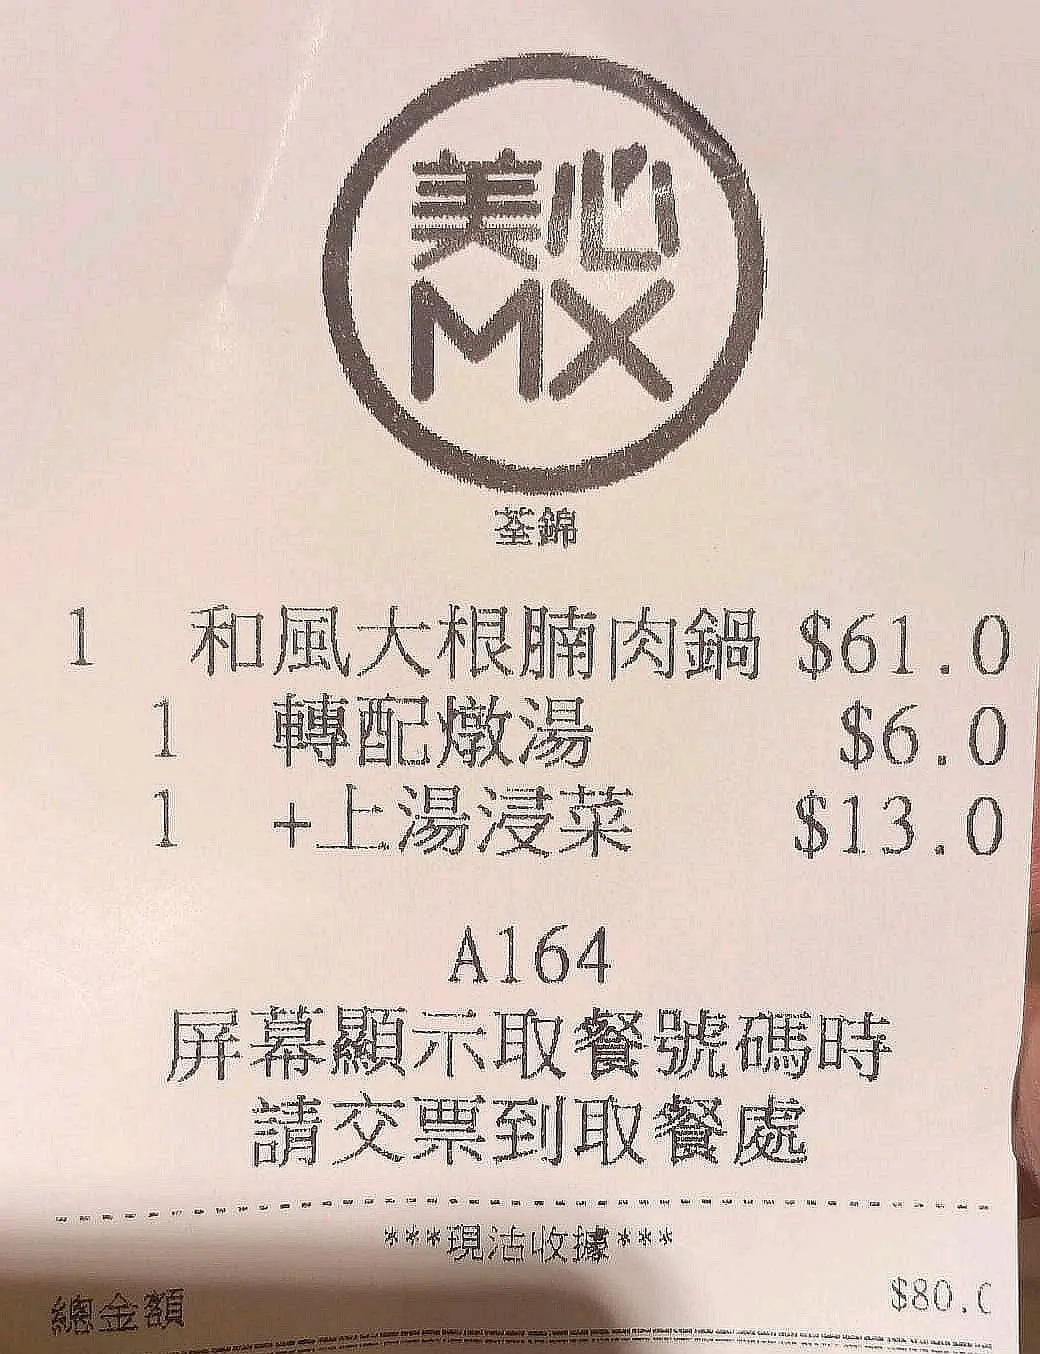 美心
MX
荃錦
1 和風大根腩肉鍋 $61.0
1 轉配燉湯 $6.0
1 +上湯浸菜 $13.0
A164
屏幕顯示取餐號碼時
請交票到取餐處
***現沽收據***
總金額 $80.0